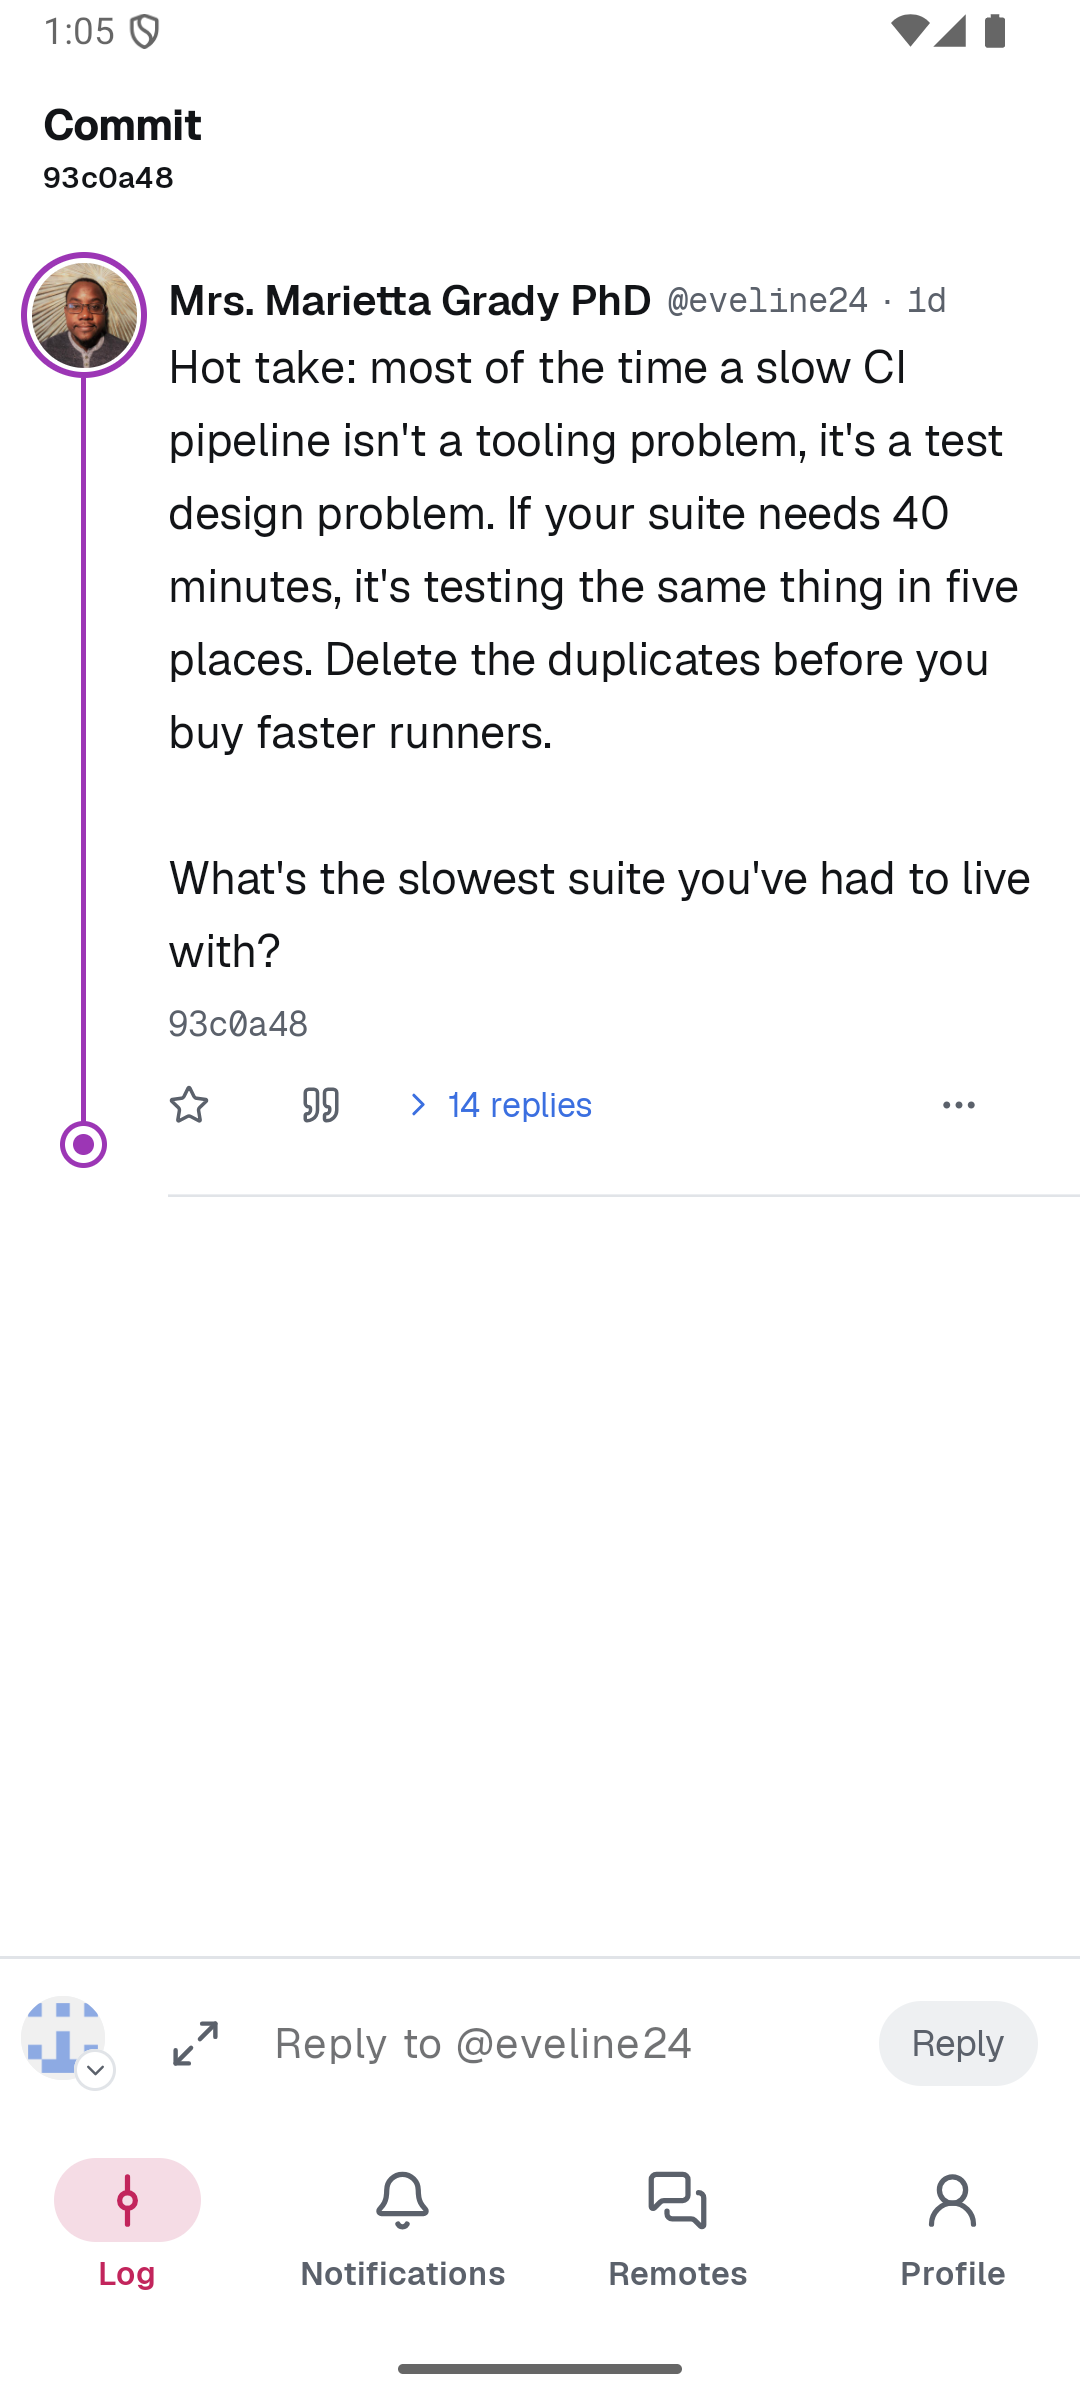 1:05
Commit
93c0a48
Mrs. Marietta Grady PhD @eveline24 · 1d
Hot take: most of the time a slow CI
pipeline isn't a tooling problem, it's a test
design problem. If your suite needs 40
minutes, it's testing the same thing in five
places. Delete the duplicates before you
buy faster runners.
What's the slowest suite you've had to live
with?
93c0a48
14 replies
Reply to @eveline24
Reply
Log
Notifications
Remotes
Profile